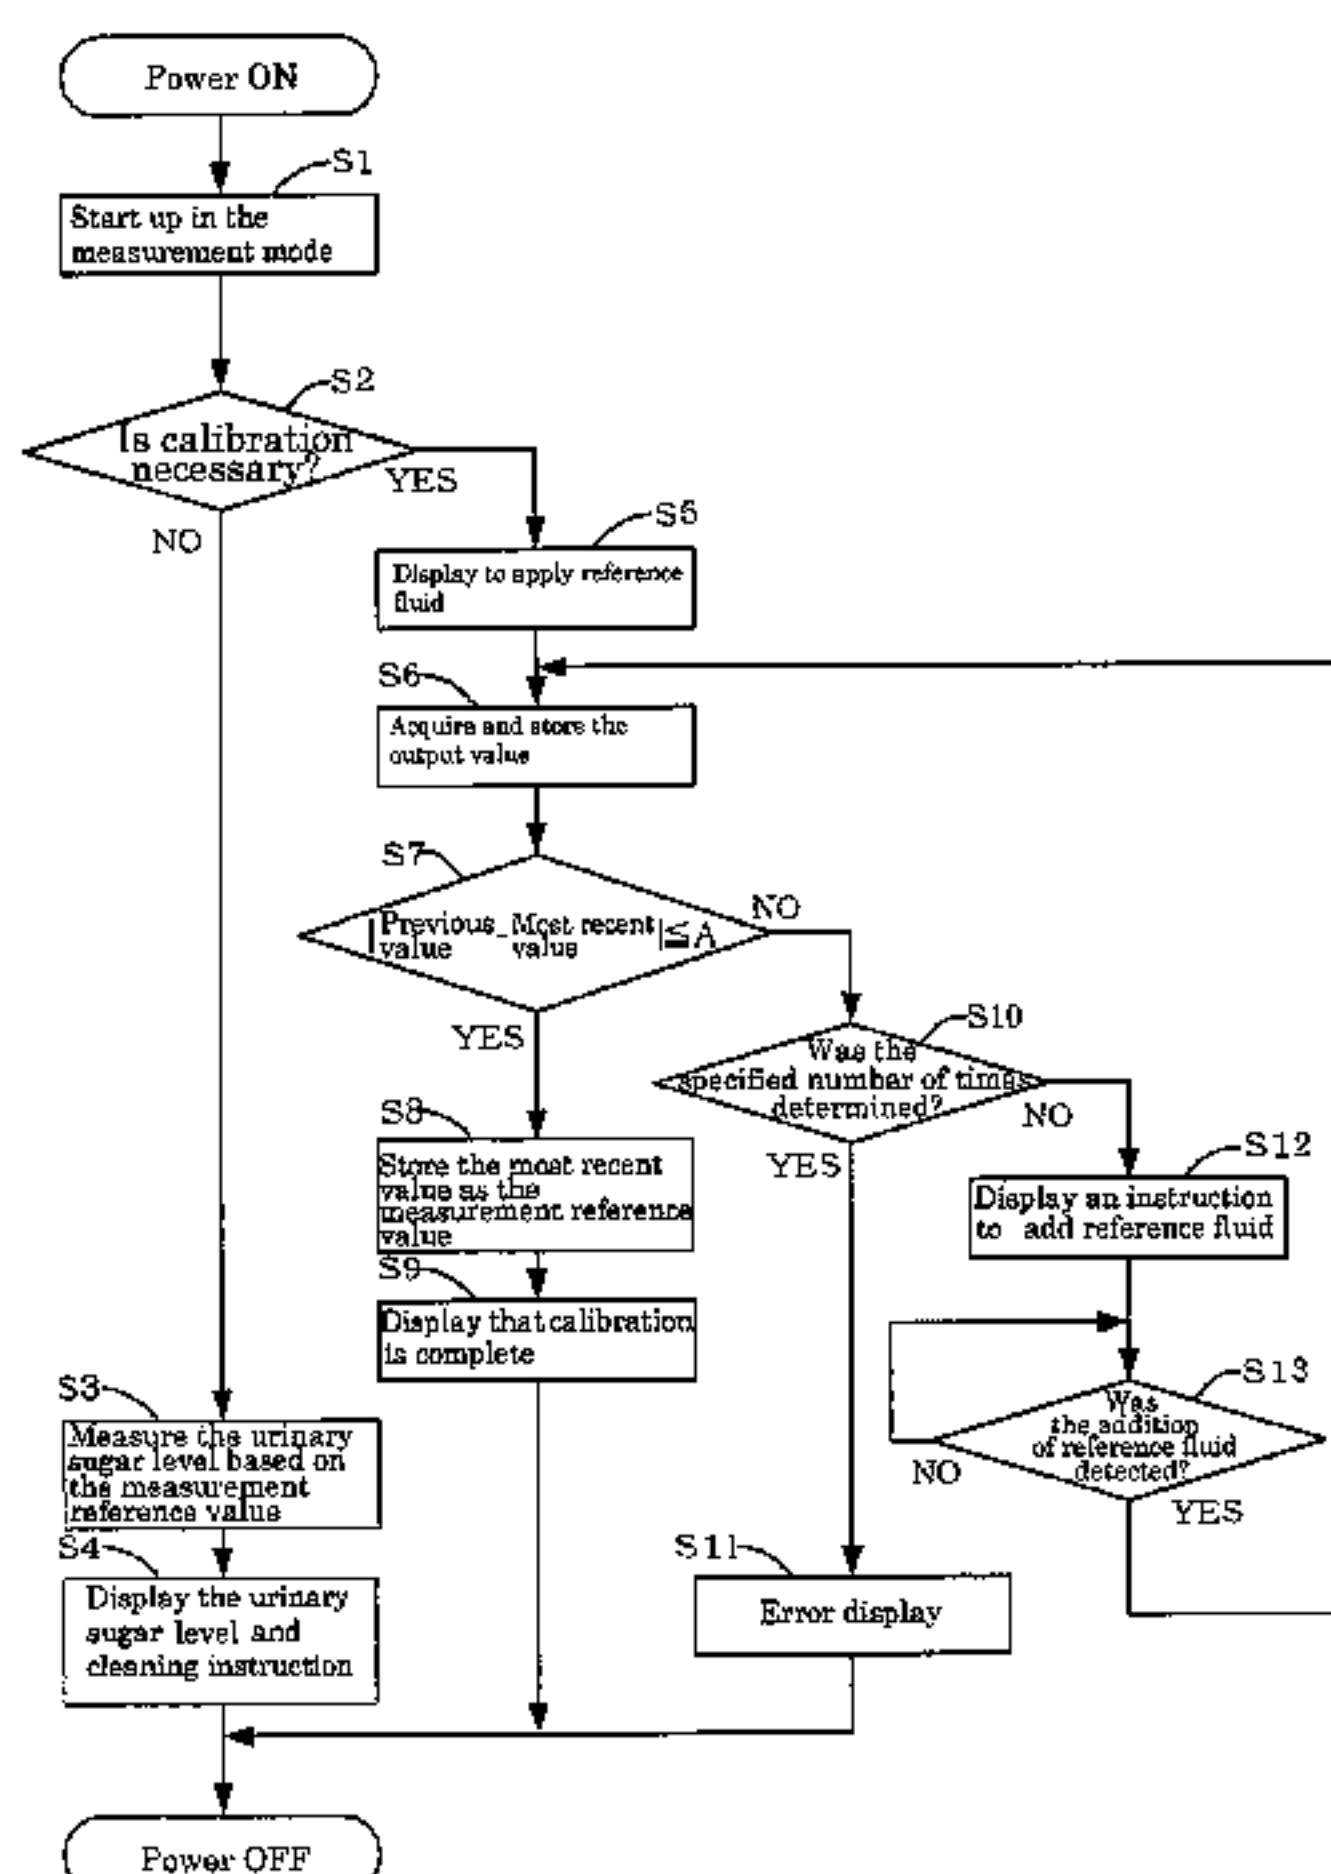 Power ON
S1
Start up in the
measurement mode
S2
Is calibration
necessary?
YES
NO
S5
Display to apply reference
fluid
S6
Acquire and store the
output value
S7
|Previous value - Most recent value| ≦ A
NO
YES
S10
Was the
specified number of times
determined?
NO
YES
S8
Store the most recent
value as the
measurement reference
value
S12
Display an instruction
to add reference fluid
S9
Display that calibration
is complete
S13
Was
the addition
of reference fluid
detected?
NO
YES
S3
Measure the urinary
sugar level based on
the measurement
reference value
S4
Display the urinary
sugar level and
cleaning instruction
S11
Error display
Power OFF